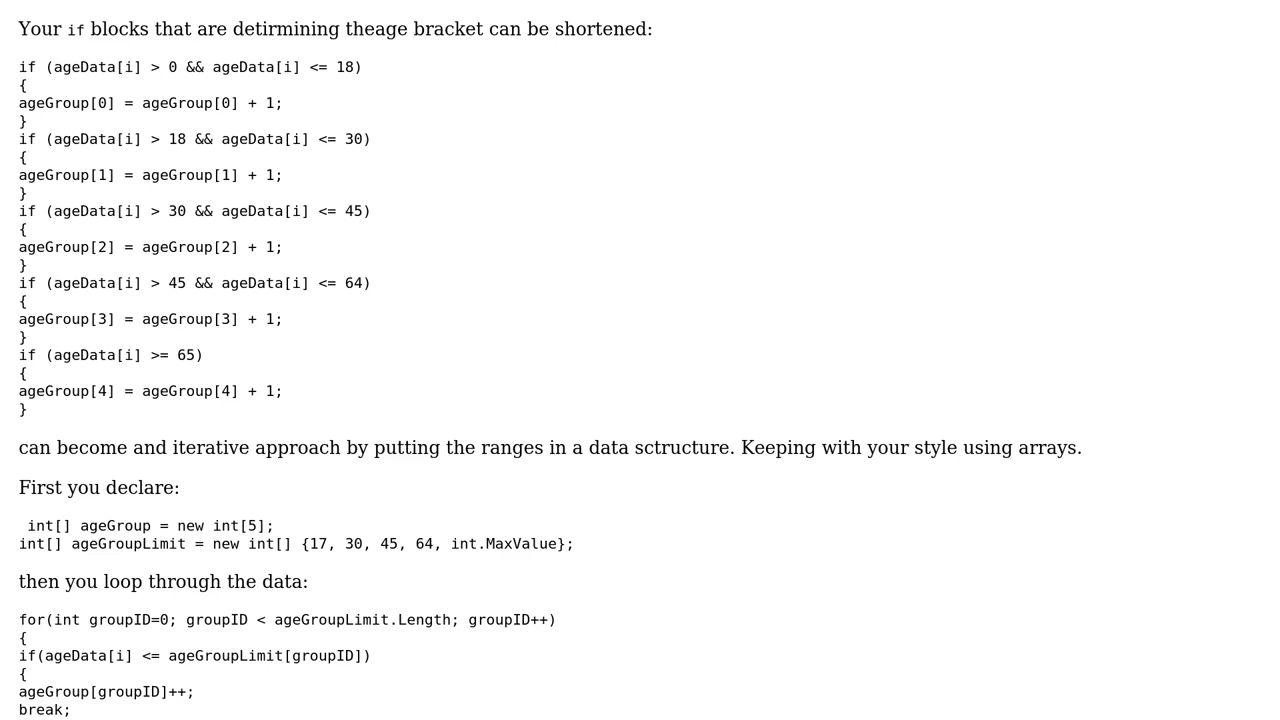 Your if blocks that are detirmining theage bracket can be shortened:
if (ageData[i] > 0 && ageData[i] <= 18)
{
ageGroup[0] = ageGroup[0] + 1;
}
if (ageData[i] > 18 && ageData[i] <= 30)
{
ageGroup[1] = ageGroup[1] + 1;
}
if (ageData[i] > 30 && ageData[i] <= 45)
{
ageGroup[2] = ageGroup[2] + 1;
}
if (ageData[i] > 45 && ageData[i] <= 64)
{
ageGroup[3] = ageGroup[3] + 1;
}
if (ageData[i] >= 65)
{
ageGroup[4] = ageGroup[4] + 1;
}
can become and iterative approach by putting the ranges in a data sctructure. Keeping with your style using arrays.
First you declare:
int[] ageGroup = new int[5];
int[] ageGroupLimit = new int[] {17, 30, 45, 64, int.MaxValue};
then you loop through the data:
for(int groupID=0; groupID < ageGroupLimit.Length; groupID++)
{
if(ageData[i] <= ageGroupLimit[groupID])
{
ageGroup[groupID]++;
break;